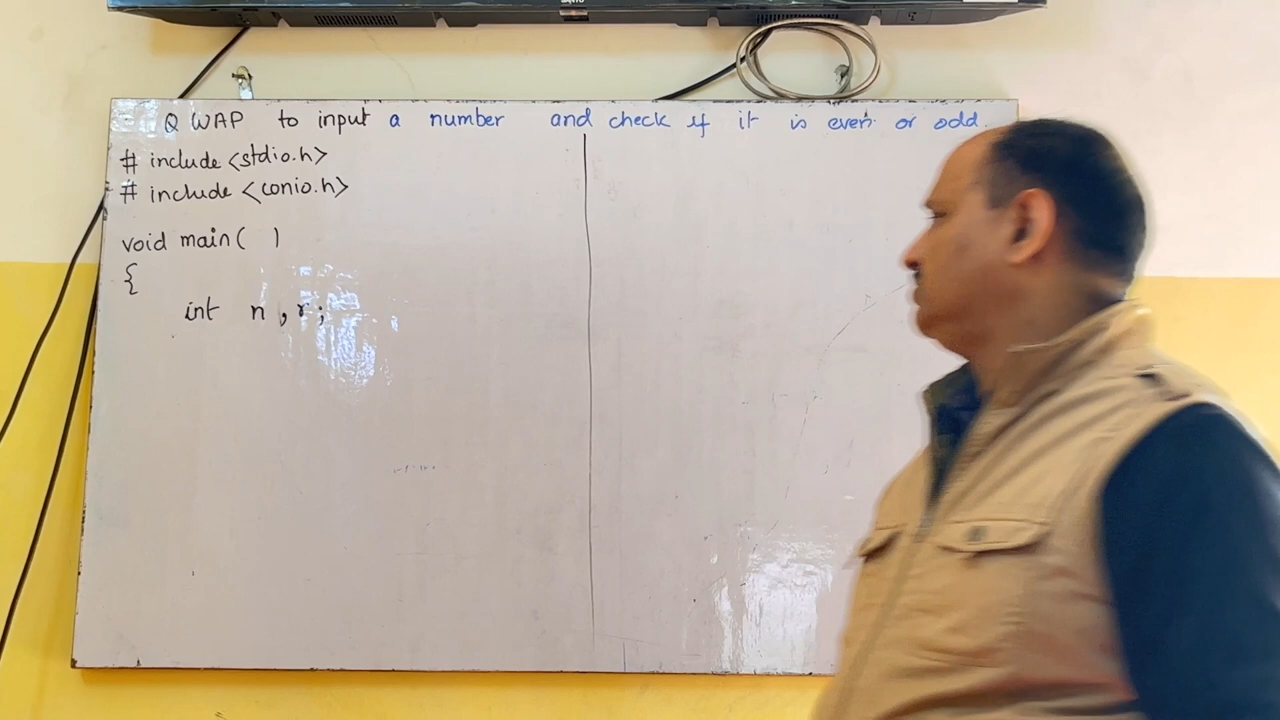 Q WAP to input a number and check if it is even or odd.
# include <stdio.h>
# include <conio.h>
void main( )
{
int n , r ;